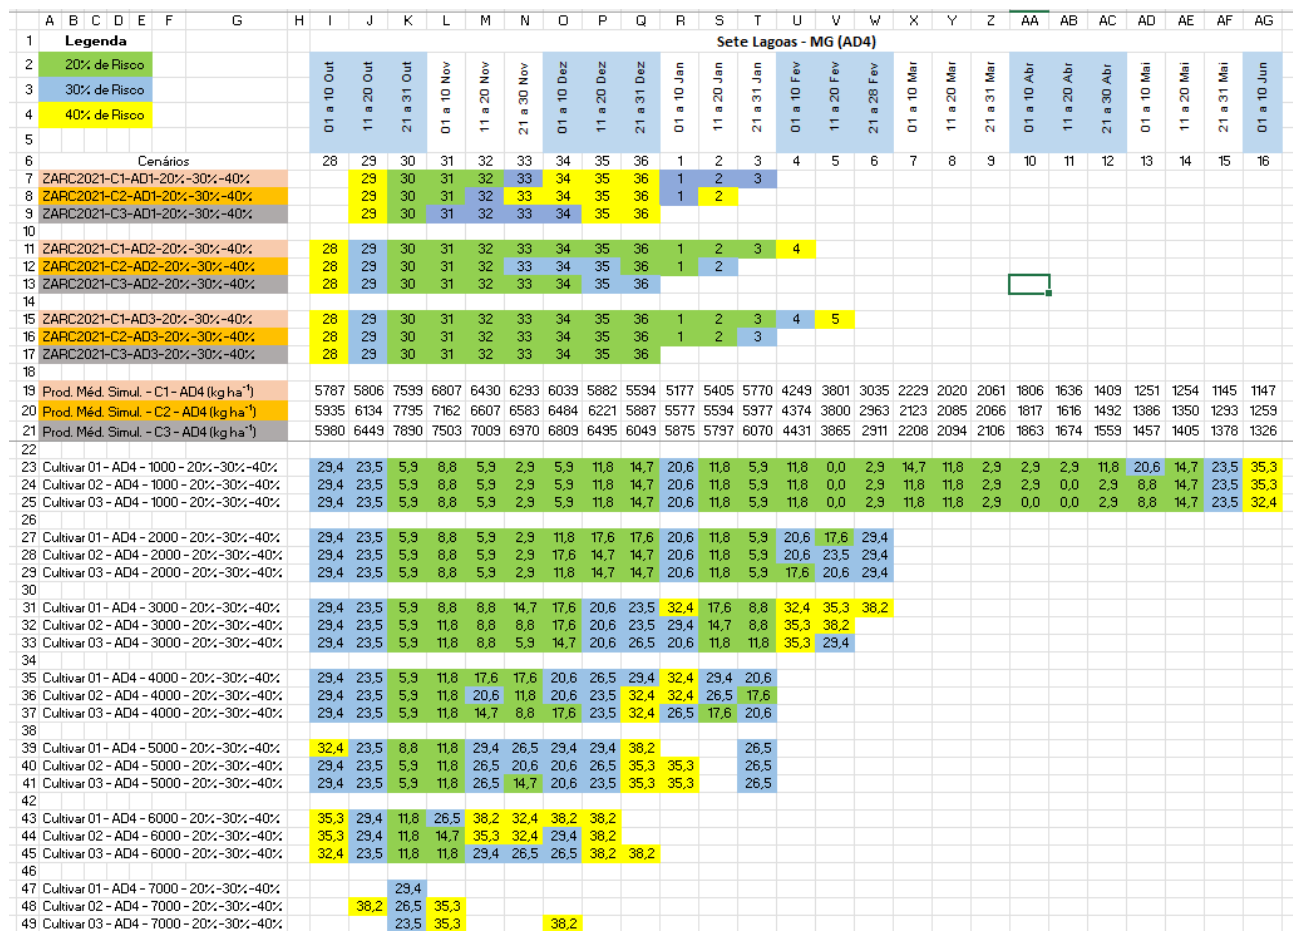 A B C D E F G H I J K L M N O P Q R S T U V W X Y Z AA AB AC AD AE AF AG
1 Legenda Sete Lagoas - MG (AD4)
2 20% de Risco
3 30% de Risco
4 40% de Risco
5
01 a 10 Out
11 a 20 Out
21 a 31 Out
01 a 10 Nov
11 a 20 Nov
21 a 30 Nov
01 a 10 Dez
11 a 20 Dez
21 a 31 Dez
01 a 10 Jan
11 a 20 Jan
21 a 31 Jan
01 a 10 Fev
11 a 20 Fev
21 a 28 Fev
01 a 10 Mar
11 a 20 Mar
21 a 31 Mar
01 a 10 Abr
11 a 20 Abr
21 a 30 Abr
01 a 10 Mai
11 a 20 Mai
21 a 31 Mai
01 a 10 Jun
6 Cenários 28 29 30 31 32 33 34 35 36 1 2 3 4 5 6 7 8 9 10 11 12 13 14 15 16
7 ZARC2021-C1-AD1-20%-30%-40% 29 30 31 32 33 34 35 36 1 2 3
8 ZARC2021-C2-AD1-20%-30%-40% 29 30 31 32 33 34 35 36 1 2
9 ZARC2021-C3-AD1-20%-30%-40% 29 30 31 32 33 34 35 36
10
11 ZARC2021-C1-AD2-20%-30%-40% 28 29 30 31 32 33 34 35 36 1 2 3 4
12 ZARC2021-C2-AD2-20%-30%-40% 28 29 30 31 32 33 34 35 36 1 2
13 ZARC2021-C3-AD2-20%-30%-40% 28 29 30 31 32 33 34 35 36
14
15 ZARC2021-C1-AD3-20%-30%-40% 28 29 30 31 32 33 34 35 36 1 2 3 4 5
16 ZARC2021-C2-AD3-20%-30%-40% 28 29 30 31 32 33 34 35 36 1 2 3
17 ZARC2021-C3-AD3-20%-30%-40% 28 29 30 31 32 33 34 35 36
18
19 Prod. Méd. Simul. - C1- AD4 (kg ha⁻¹) 5787 5806 7599 6807 6430 6293 6039 5882 5594 5177 5405 5770 4249 3801 3035 2229 2020 2061 1806 1636 1409 1251 1254 1145 1147
20 Prod. Méd. Simul. - C2 - AD4 (kg ha⁻¹) 5935 6134 7795 7162 6607 6583 6484 6221 5887 5577 5594 5977 4374 3800 2963 2123 2085 2066 1817 1616 1492 1386 1350 1293 1259
21 Prod. Méd. Simul. - C3 - AD4 (kg ha⁻¹) 5980 6449 7890 7503 7009 6970 6809 6495 6049 5875 5797 6070 4431 3865 2911 2208 2094 2106 1863 1674 1559 1457 1405 1378 1326
22
23 Cultivar 01 - AD4 - 1000 - 20%-30%-40% 29,4 23,5 5,9 8,8 5,9 2,9 5,9 11,8 14,7 20,6 11,8 5,9 11,8 0,0 2,9 14,7 11,8 2,9 2,9 2,9 11,8 20,6 14,7 23,5 35,3
24 Cultivar 02 - AD4 - 1000 - 20%-30%-40% 29,4 23,5 5,9 8,8 5,9 2,9 5,9 11,8 14,7 20,6 11,8 5,9 11,8 0,0 2,9 11,8 11,8 2,9 2,9 0,0 2,9 8,8 14,7 23,5 35,3
25 Cultivar 03 - AD4 - 1000 - 20%-30%-40% 29,4 23,5 5,9 8,8 5,9 2,9 5,9 11,8 14,7 20,6 11,8 5,9 11,8 0,0 2,9 11,8 11,8 2,9 0,0 0,0 2,9 8,8 14,7 23,5 32,4
26
27 Cultivar 01 - AD4 - 2000 - 20%-30%-40% 29,4 23,5 5,9 8,8 5,9 2,9 11,8 17,6 17,6 20,6 11,8 5,9 20,6 17,6 29,4
28 Cultivar 02 - AD4 - 2000 - 20%-30%-40% 29,4 23,5 5,9 8,8 5,9 2,9 17,6 14,7 14,7 20,6 11,8 5,9 20,6 23,5 29,4
29 Cultivar 03 - AD4 - 2000 - 20%-30%-40% 29,4 23,5 5,9 8,8 5,9 2,9 11,8 14,7 14,7 20,6 11,8 5,9 17,6 20,6 29,4
30
31 Cultivar 01 - AD4 - 3000 - 20%-30%-40% 29,4 23,5 5,9 8,8 8,8 14,7 17,6 20,6 23,5 32,4 17,6 8,8 32,4 35,3 38,2
32 Cultivar 02 - AD4 - 3000 - 20%-30%-40% 29,4 23,5 5,9 11,8 8,8 8,8 17,6 20,6 23,5 29,4 14,7 8,8 35,3 38,2
33 Cultivar 03 - AD4 - 3000 - 20%-30%-40% 29,4 23,5 5,9 11,8 8,8 5,9 14,7 20,6 26,5 20,6 11,8 11,8 35,3 29,4
34
35 Cultivar 01 - AD4 - 4000 - 20%-30%-40% 29,4 23,5 5,9 11,8 17,6 17,6 20,6 26,5 29,4 32,4 29,4 20,6
36 Cultivar 02 - AD4 - 4000 - 20%-30%-40% 29,4 23,5 5,9 11,8 20,6 11,8 20,6 23,5 32,4 32,4 26,5 17,6
37 Cultivar 03 - AD4 - 4000 - 20%-30%-40% 29,4 23,5 5,9 11,8 14,7 8,8 17,6 23,5 32,4 26,5 17,6 20,6
38
39 Cultivar 01 - AD4 - 5000 - 20%-30%-40% 32,4 23,5 8,8 11,8 29,4 26,5 29,4 29,4 38,2 26,5
40 Cultivar 02 - AD4 - 5000 - 20%-30%-40% 29,4 23,5 5,9 11,8 26,5 20,6 20,6 26,5 35,3 35,3 26,5
41 Cultivar 03 - AD4 - 5000 - 20%-30%-40% 29,4 23,5 5,9 11,8 26,5 14,7 20,6 23,5 35,3 35,3 26,5
42
43 Cultivar 01 - AD4 - 6000 - 20%-30%-40% 35,3 29,4 11,8 26,5 38,2 32,4 38,2 38,2
44 Cultivar 02 - AD4 - 6000 - 20%-30%-40% 35,3 29,4 11,8 14,7 35,3 32,4 29,4 38,2
45 Cultivar 03 - AD4 - 6000 - 20%-30%-40% 32,4 23,5 11,8 11,8 29,4 26,5 26,5 38,2 38,2
46
47 Cultivar 01 - AD4 - 7000 - 20%-30%-40% 29,4
48 Cultivar 02 - AD4 - 7000 - 20%-30%-40% 38,2 26,5 35,3
49 Cultivar 03 - AD4 - 7000 - 20%-30%-40% 23,5 35,3 38,2